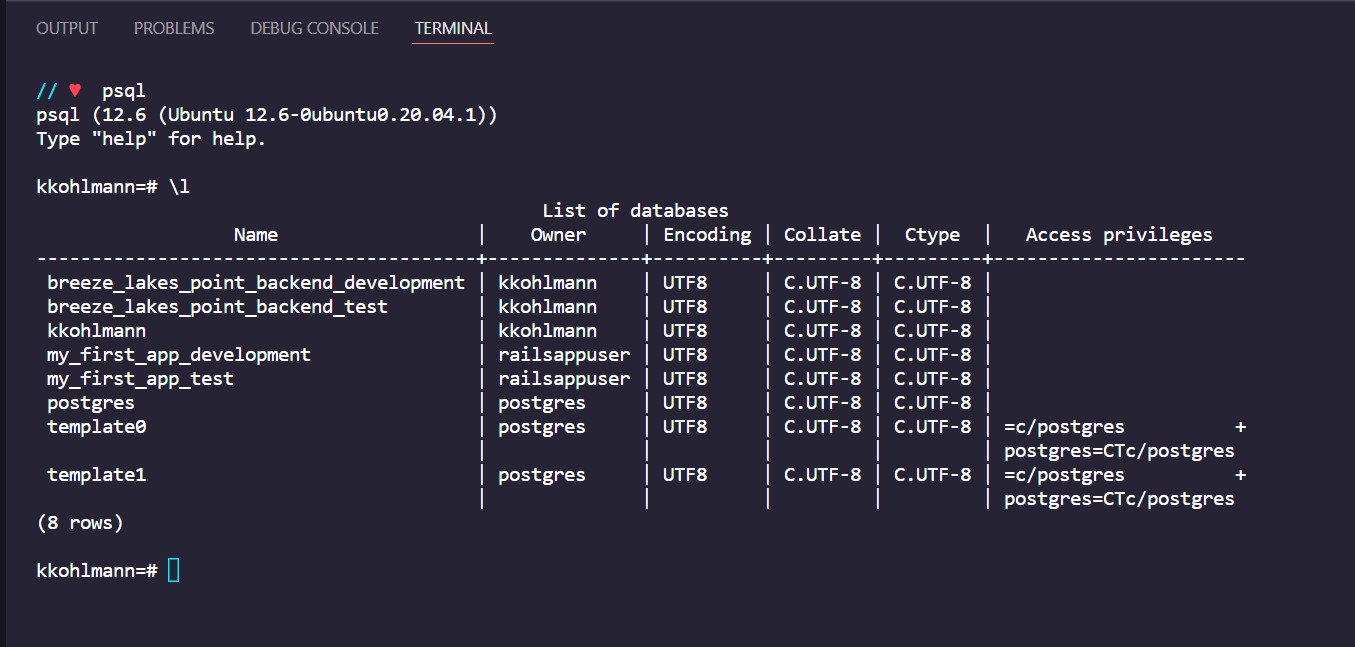 OUTPUT PROBLEMS DEBUG CONSOLE TERMINAL
// ♥ psql
psql (12.6 (Ubuntu 12.6-0ubuntu0.20.04.1))
Type "help" for help.
kkohlmann=# \l
List of databases
Name | Owner | Encoding | Collate | Ctype | Access privileges
----------------------------------------+--------------+----------+---------+---------+-----------------------
breeze_lakes_point_backend_development | kkohlmann | UTF8 | C.UTF-8 | C.UTF-8 |
breeze_lakes_point_backend_test | kkohlmann | UTF8 | C.UTF-8 | C.UTF-8 |
kkohlmann | kkohlmann | UTF8 | C.UTF-8 | C.UTF-8 |
my_first_app_development | railsappuser | UTF8 | C.UTF-8 | C.UTF-8 |
my_first_app_test | railsappuser | UTF8 | C.UTF-8 | C.UTF-8 |
postgres | postgres | UTF8 | C.UTF-8 | C.UTF-8 |
template0 | postgres | UTF8 | C.UTF-8 | C.UTF-8 | =c/postgres +
| | | | | postgres=CTc/postgres
template1 | postgres | UTF8 | C.UTF-8 | C.UTF-8 | =c/postgres +
| | | | | postgres=CTc/postgres
(8 rows)
kkohlmann=#